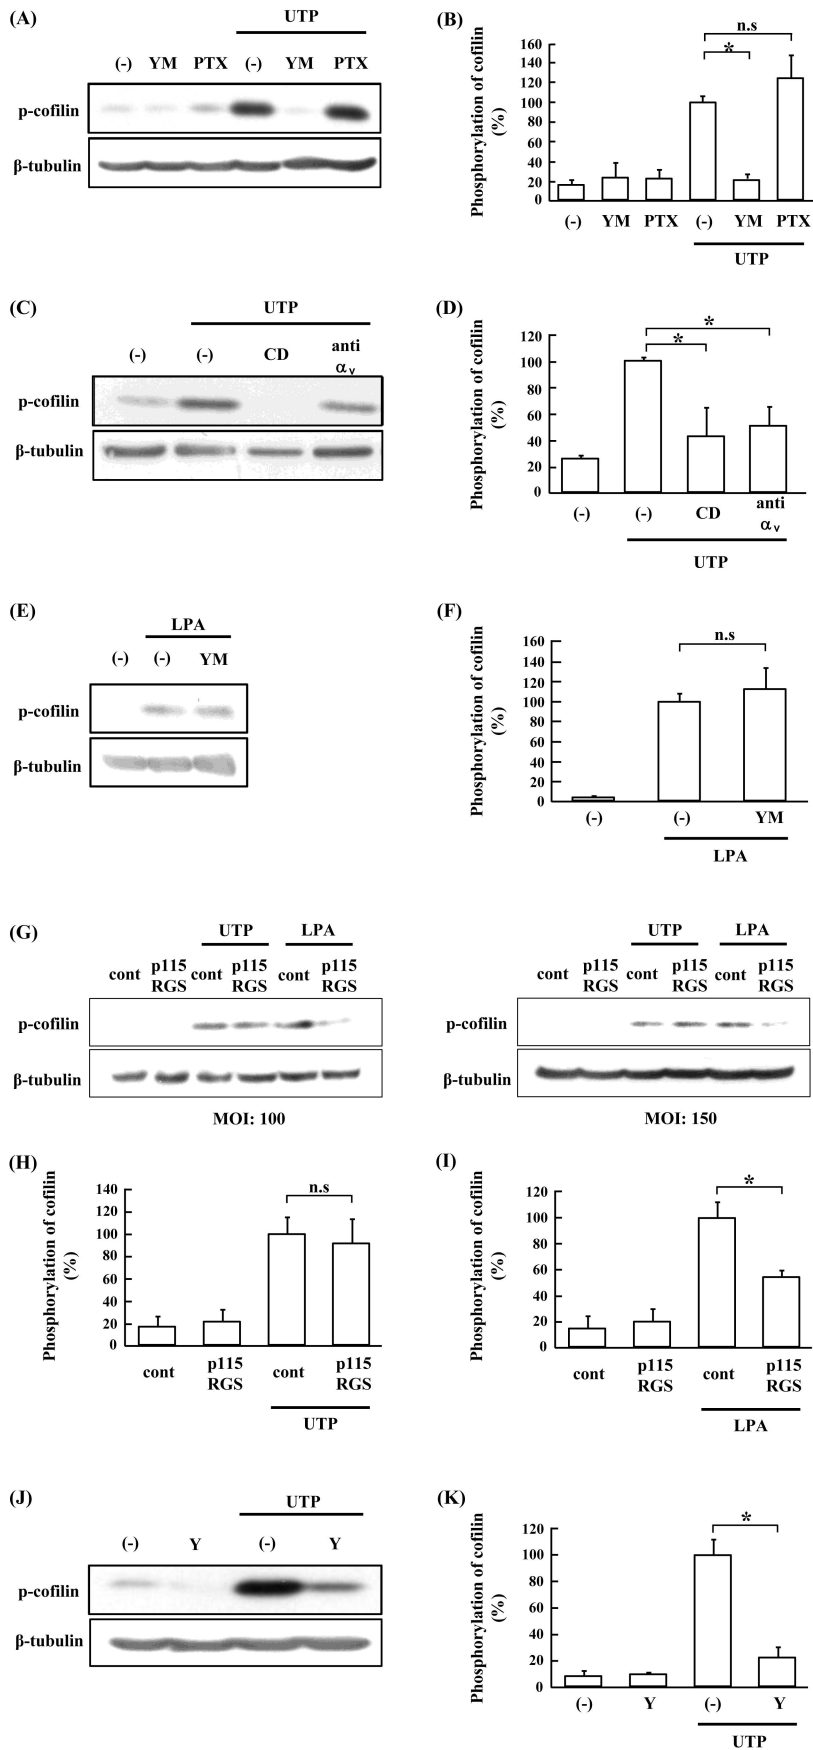 (A)
UTP
(-) YM PTX (-) YM PTX
p-cofilin
β-tubulin
(B)
Phosphorylation of cofilin
(%)
160
140
120
100
80
60
40
20
0
n.s
*
(-) YM PTX (-) YM PTX
UTP
(C)
UTP
(-) (-) CD anti
αv
p-cofilin
β-tubulin
(D)
Phosphorylation of cofilin
(%)
120
100
80
60
40
20
0
*
*
(-) (-) CD anti
αv
UTP
(E)
LPA
(-) (-) YM
p-cofilin
β-tubulin
(F)
Phosphorylation of cofilin
(%)
160
140
120
100
80
60
40
20
0
n.s
(-) (-) YM
LPA
(G)
UTP LPA
cont p115 cont p115 cont p115
RGS RGS RGS
p-cofilin
β-tubulin
MOI: 100
UTP LPA
cont p115 cont p115 cont p115
RGS RGS RGS
p-cofilin
β-tubulin
MOI: 150
(H)
Phosphorylation of cofilin
(%)
140
120
100
80
60
40
20
0
n.s
cont p115 cont p115
RGS RGS
UTP
(I)
Phosphorylation of cofilin
(%)
120
100
80
60
40
20
0
*
cont p115 cont p115
RGS RGS
LPA
(J)
UTP
(-) Y (-) Y
p-cofilin
β-tubulin
(K)
Phosphorylation of cofilin
(%)
120
100
80
60
40
20
0
*
(-) Y (-) Y
UTP